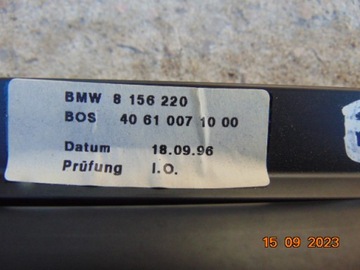 BMW 8 156 220
BOS 40 61 007 10 00
Datum 18.09.96
Prüfung I.O.
15 09 2023